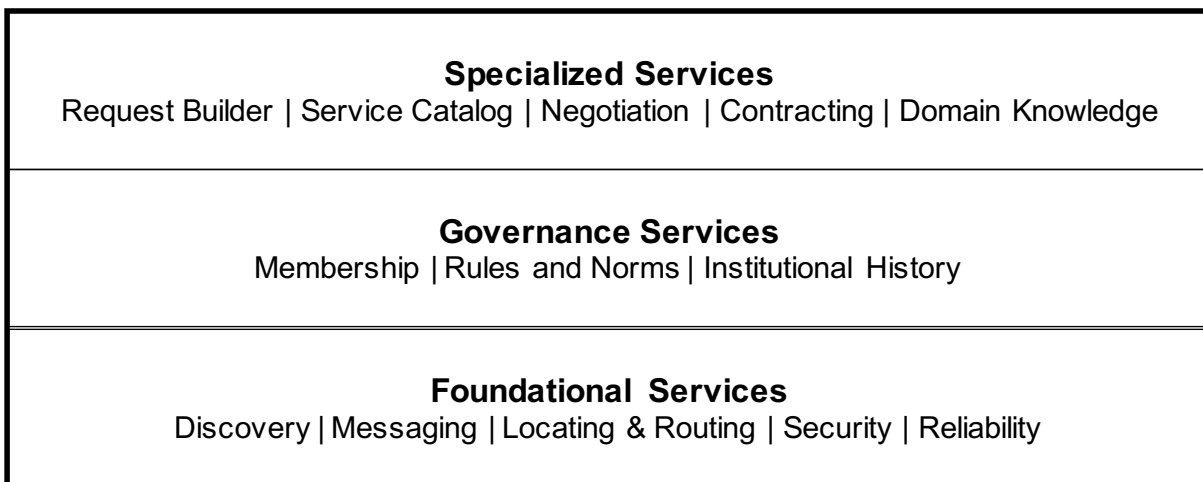 Specialized Services
Request Builder | Service Catalog | Negotiation | Contracting | Domain Knowledge
Governance Services
Membership | Rules and Norms | Institutional History
Foundational Services
Discovery | Messaging | Locating & Routing | Security | Reliability